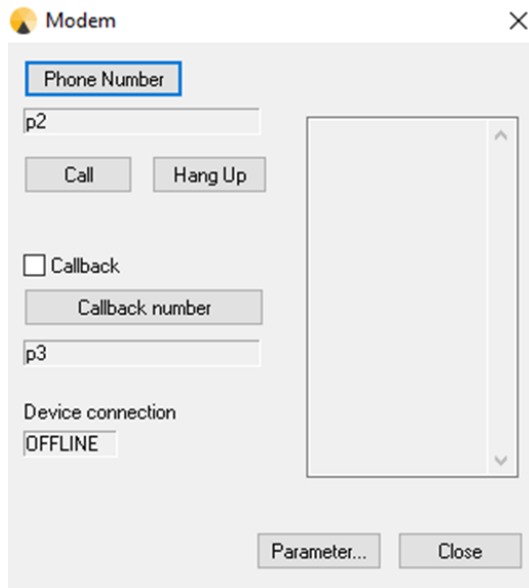 Modem
Phone Number
p2
Call Hang Up
Callback
Callback number
p3
Device connection
OFFLINE
Parameter... Close